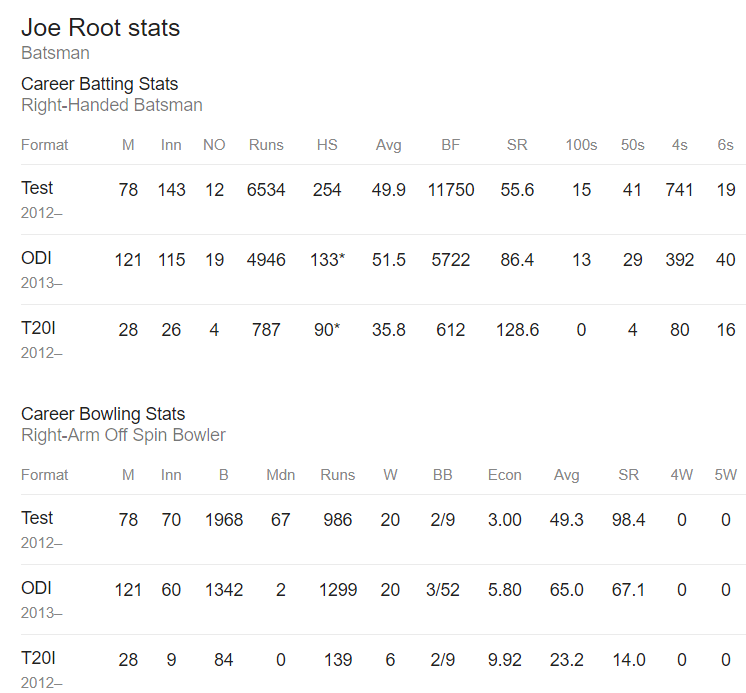 Joe Root stats
Batsman
Career Batting Stats
Right-Handed Batsman
Format M Inn NO Runs HS Avg BF SR 100s 50s 4s 6s
Test 78 143 12 6534 254 49.9 11750 55.6 15 41 741 19
2012–
ODI 121 115 19 4946 133* 51.5 5722 86.4 13 29 392 40
2013–
T20I 28 26 4 787 90* 35.8 612 128.6 0 4 80 16
2012–
Career Bowling Stats
Right-Arm Off Spin Bowler
Format M Inn B Mdn Runs W BB Econ Avg SR 4W 5W
Test 78 70 1968 67 986 20 2/9 3.00 49.3 98.4 0 0
2012–
ODI 121 60 1342 2 1299 20 3/52 5.80 65.0 67.1 0 0
2013–
T20I 28 9 84 0 139 6 2/9 9.92 23.2 14.0 0 0
2012–